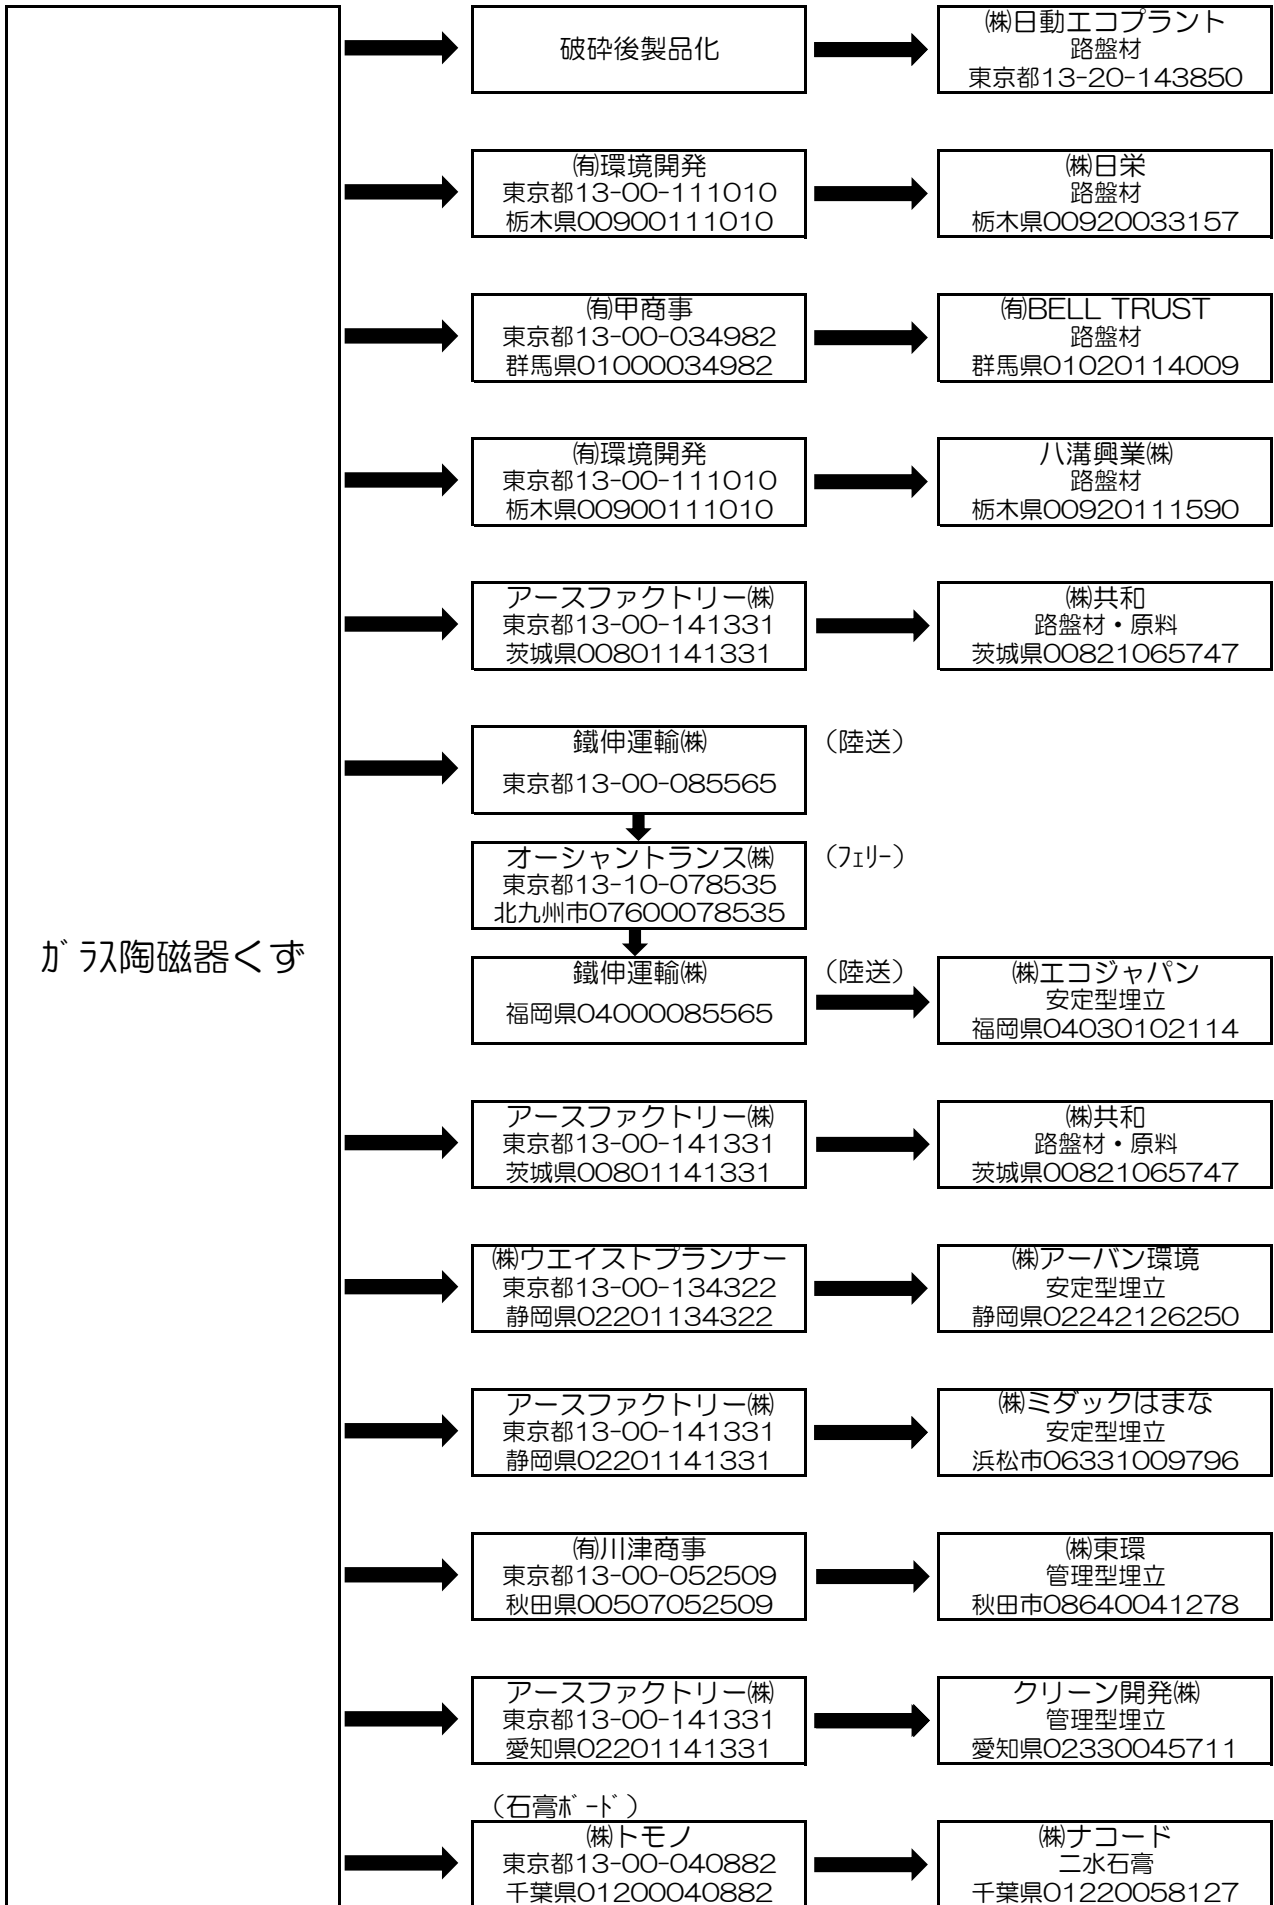 ガラス陶磁器くず
破砕後製品化
㈱日動エコプラント
路盤材
東京都13-20-143850
㈲環境開発
東京都13-00-111010
栃木県00900111010
㈱日栄
路盤材
栃木県00920033157
㈲甲商事
東京都13-00-034982
群馬県01000034982
㈲BELL TRUST
路盤材
群馬県01020114009
㈲環境開発
東京都13-00-111010
栃木県00900111010
八溝興業㈱
路盤材
栃木県00920111590
アースファクトリー㈱
東京都13-00-141331
茨城県00801141331
㈱共和
路盤材・原料
茨城県00821065747
鐵伸運輸㈱
東京都13-00-085565
（陸送）
オーシャントランス㈱
東京都13-10-078535
北九州市07600078535
（ﾌｪﾘｰ）
鐵伸運輸㈱
福岡県04000085565
（陸送）
㈱エコジャパン
安定型埋立
福岡県04030102114
アースファクトリー㈱
東京都13-00-141331
茨城県00801141331
㈱共和
路盤材・原料
茨城県00821065747
㈱ウエイストプランナー
東京都13-00-134322
静岡県02201134322
㈱アーバン環境
安定型埋立
静岡県02242126250
アースファクトリー㈱
東京都13-00-141331
静岡県02201141331
㈱ミダックはまな
安定型埋立
浜松市06331009796
㈲川津商事
東京都13-00-052509
秋田県00507052509
㈱東環
管理型埋立
秋田市08640041278
アースファクトリー㈱
東京都13-00-141331
愛知県02201141331
クリーン開発㈱
管理型埋立
愛知県02330045711
（石膏ﾎﾞｰﾄﾞ）
㈱トモノ
東京都13-00-040882
千葉県01200040882
㈱ナコード
二水石膏
千葉県01220058127